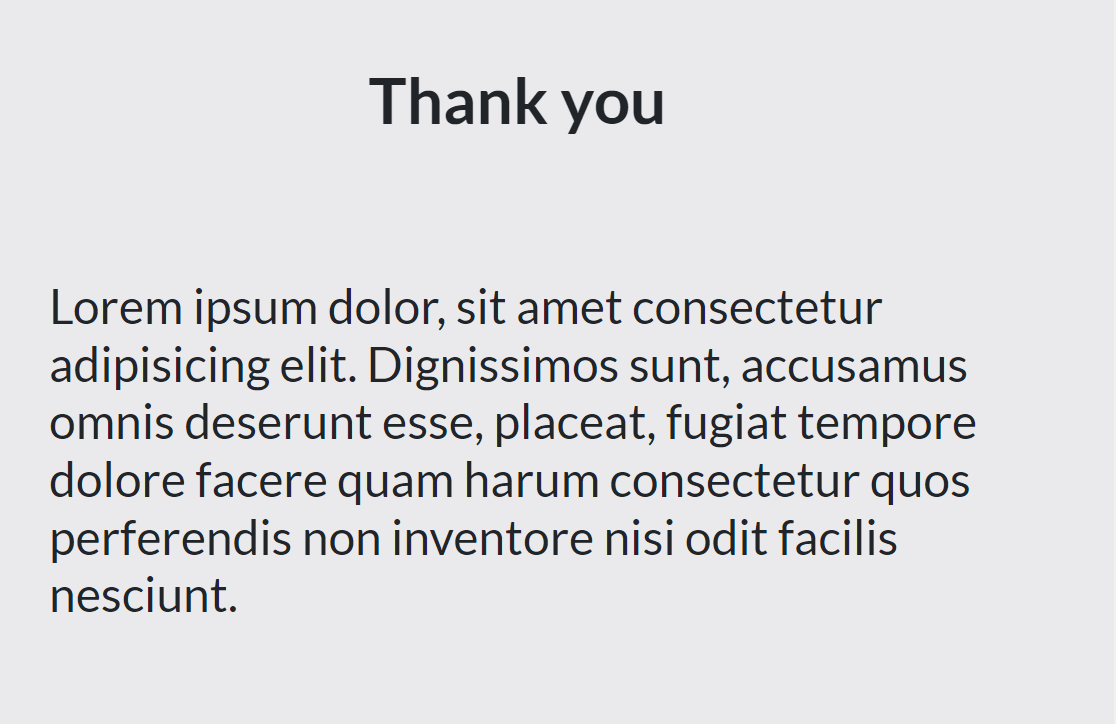 Thank you
Lorem ipsum dolor, sit amet consectetur
adipisicing elit. Dignissimos sunt, accusamus
omnis deserunt esse, placeat, fugiat tempore
dolore facere quam harum consectetur quos
perferendis non inventore nisi odit facilis
nesciunt.